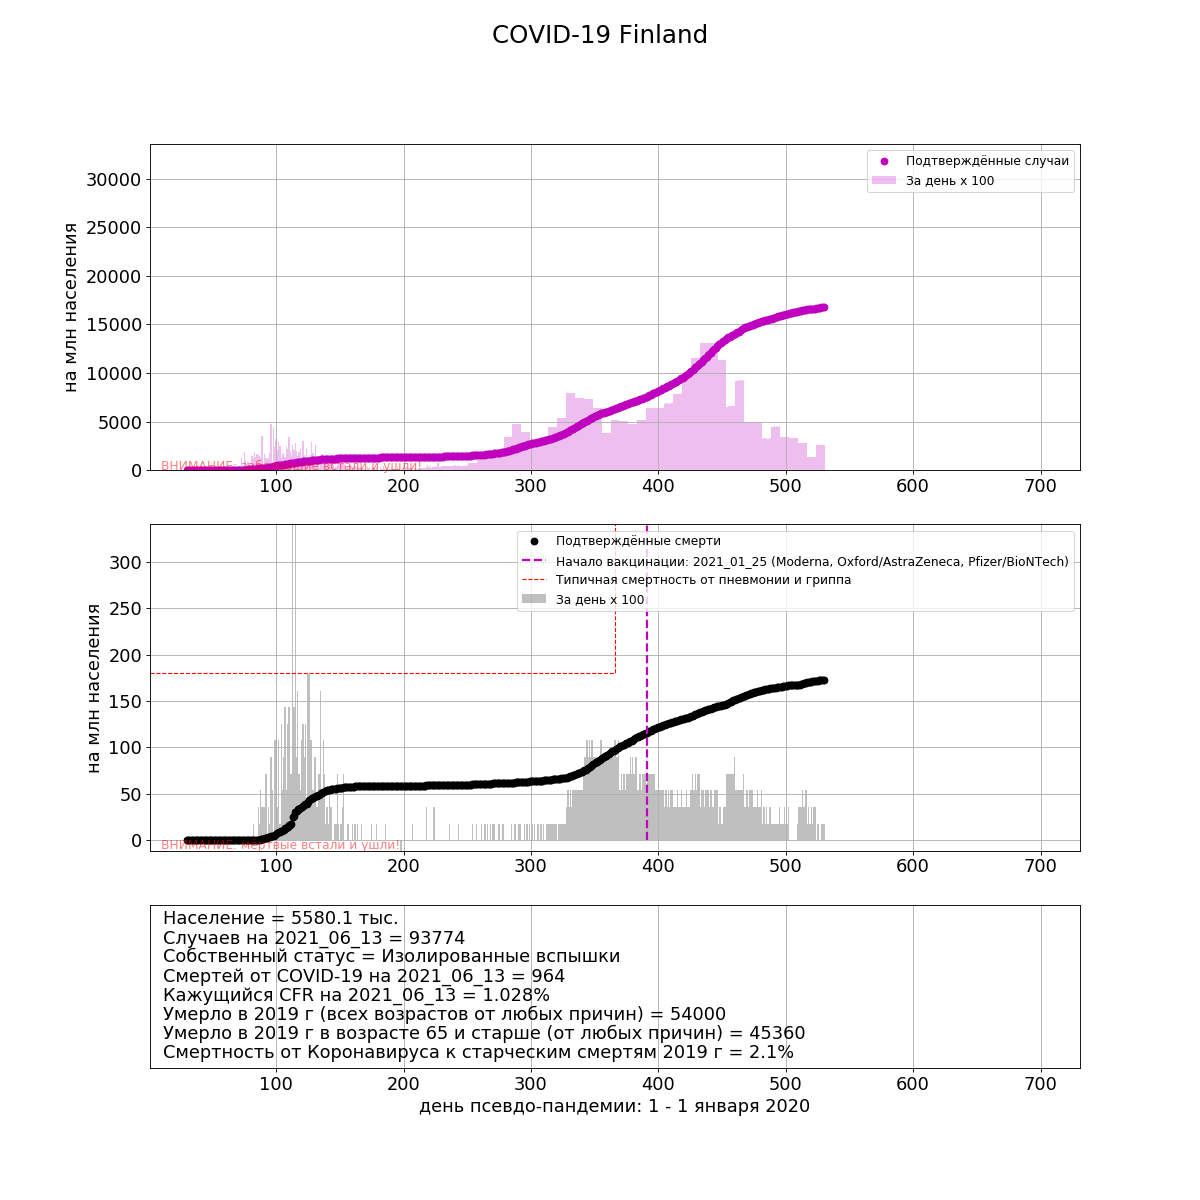 COVID-19 Finland
на млн населения
30000
25000
20000
15000
10000
5000
0
Подтверждённые случаи
За день x 100
ВНИМАНИЕ: встали и ушли!
100 200 300 400 500 600 700
на млн населения
300
250
200
150
100
50
0
Подтверждённые смерти
Начало вакцинации: 2021_01_25 (Moderna, Oxford/AstraZeneca, Pfizer/BioNTech)
Типичная смертность от пневмонии и гриппа
За день x 100
ВНИМАНИЕ: мёртвые встали и ушли!
100 200 300 400 500 600 700
Население = 5580.1 тыс.
Случаев на 2021_06_13 = 93774
Собственный статус = Изолированные вспышки
Смертей от COVID-19 на 2021_06_13 = 964
Кажущийся CFR на 2021_06_13 = 1.028%
Умерло в 2019 г (всех возрастов от любых причин) = 54000
Умерло в 2019 г в возрасте 65 и старше (от любых причин) = 45360
Смертность от Коронавируса к старческим смертям 2019 г = 2.1%
100 200 300 400 500 600 700
день псевдо-пандемии: 1 - 1 января 2020